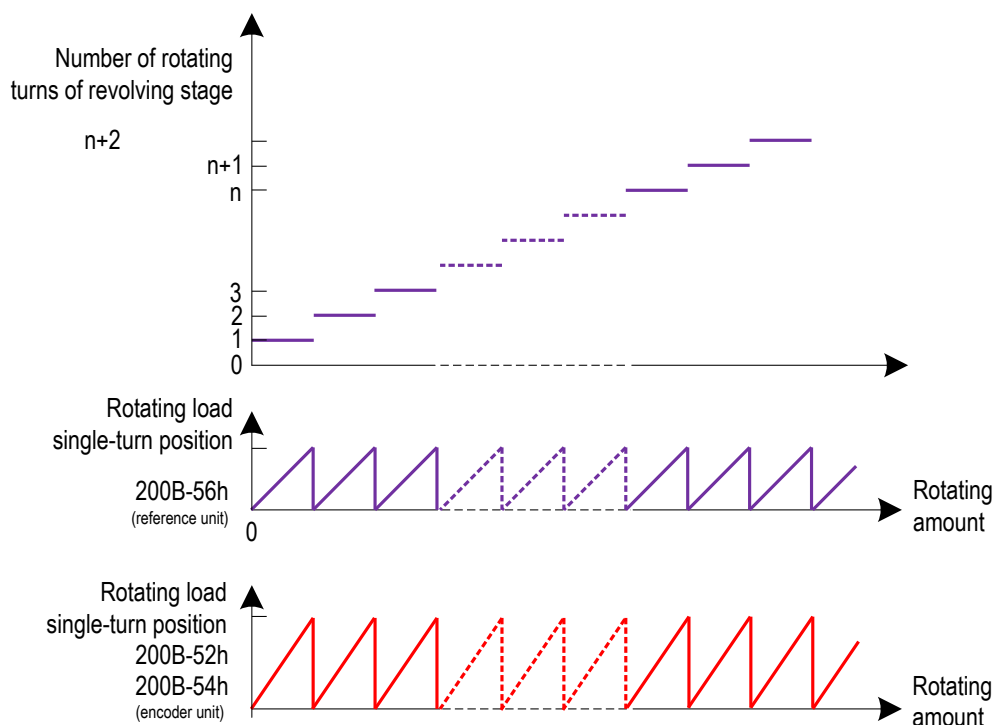 Number of rotating
turns of revolving stage
n+2
n+1
n
3
2
1
0
Rotating load
single-turn position
200B-56h
(reference unit)
0
Rotating
amount
Rotating load
single-turn position
200B-52h
200B-54h
(encoder unit)
Rotating
amount